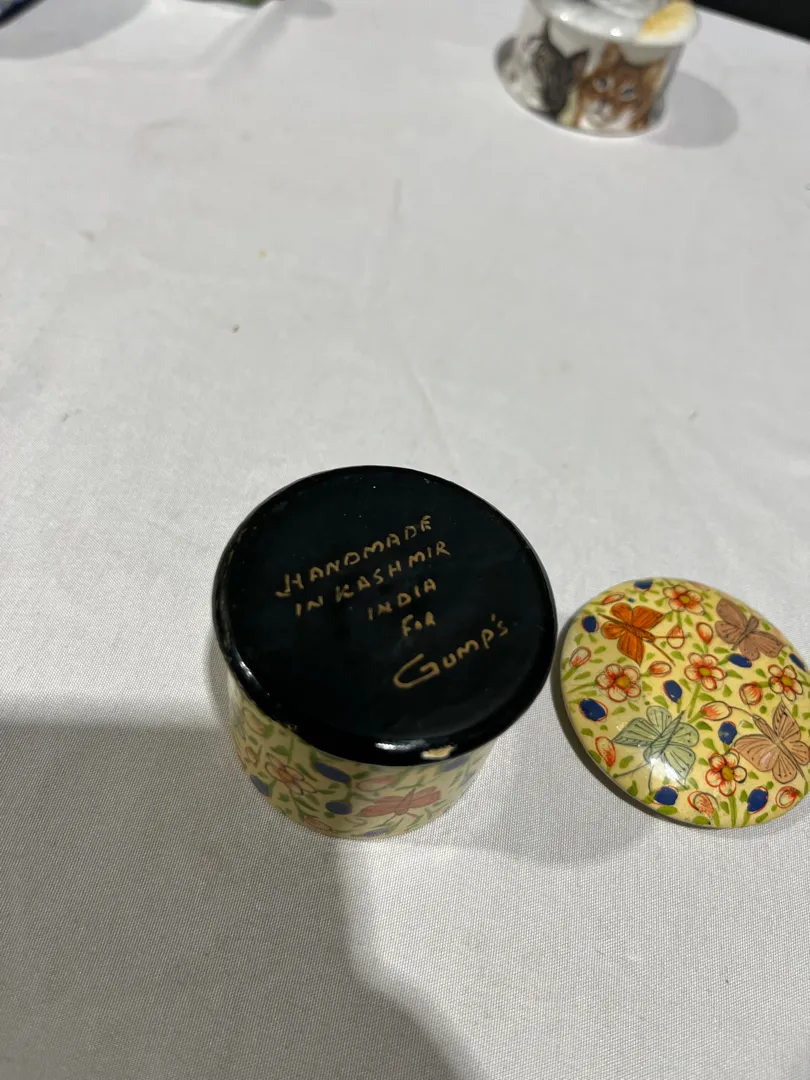 HANDMADE
IN KASHMIR
INDIA
FOR
GUMP'S